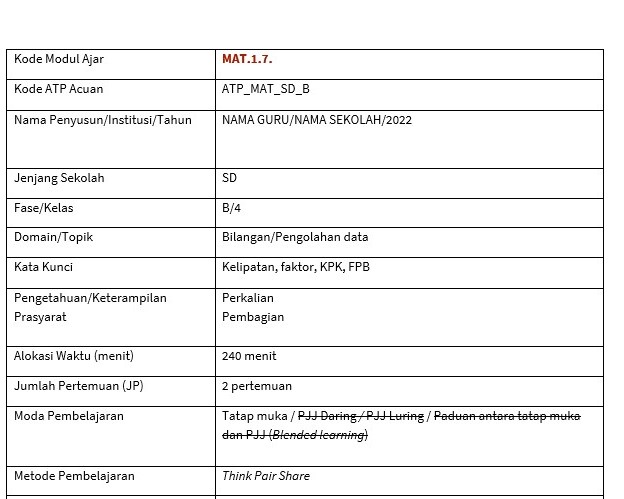 Kode Modul Ajar MAT.1.7.
Kode ATP Acuan ATP_MAT_SD_B
Nama Penyusun/Institusi/Tahun NAMA GURU/NAMA SEKOLAH/2022
Jenjang Sekolah SD
Fase/Kelas B/4
Domain/Topik Bilangan/Pengolahan data
Kata Kunci Kelipatan, faktor, KPK, FPB
Pengetahuan/Keterampilan Perkalian
Prasyarat Pembagian
Alokasi Waktu (menit) 240 menit
Jumlah Pertemuan (JP) 2 pertemuan
Moda Pembelajaran Tatap muka / PJJ Daring / PJJ Luring / Paduan antara tatap muka
dan PJJ (Blended learning)
Metode Pembelajaran Think Pair Share